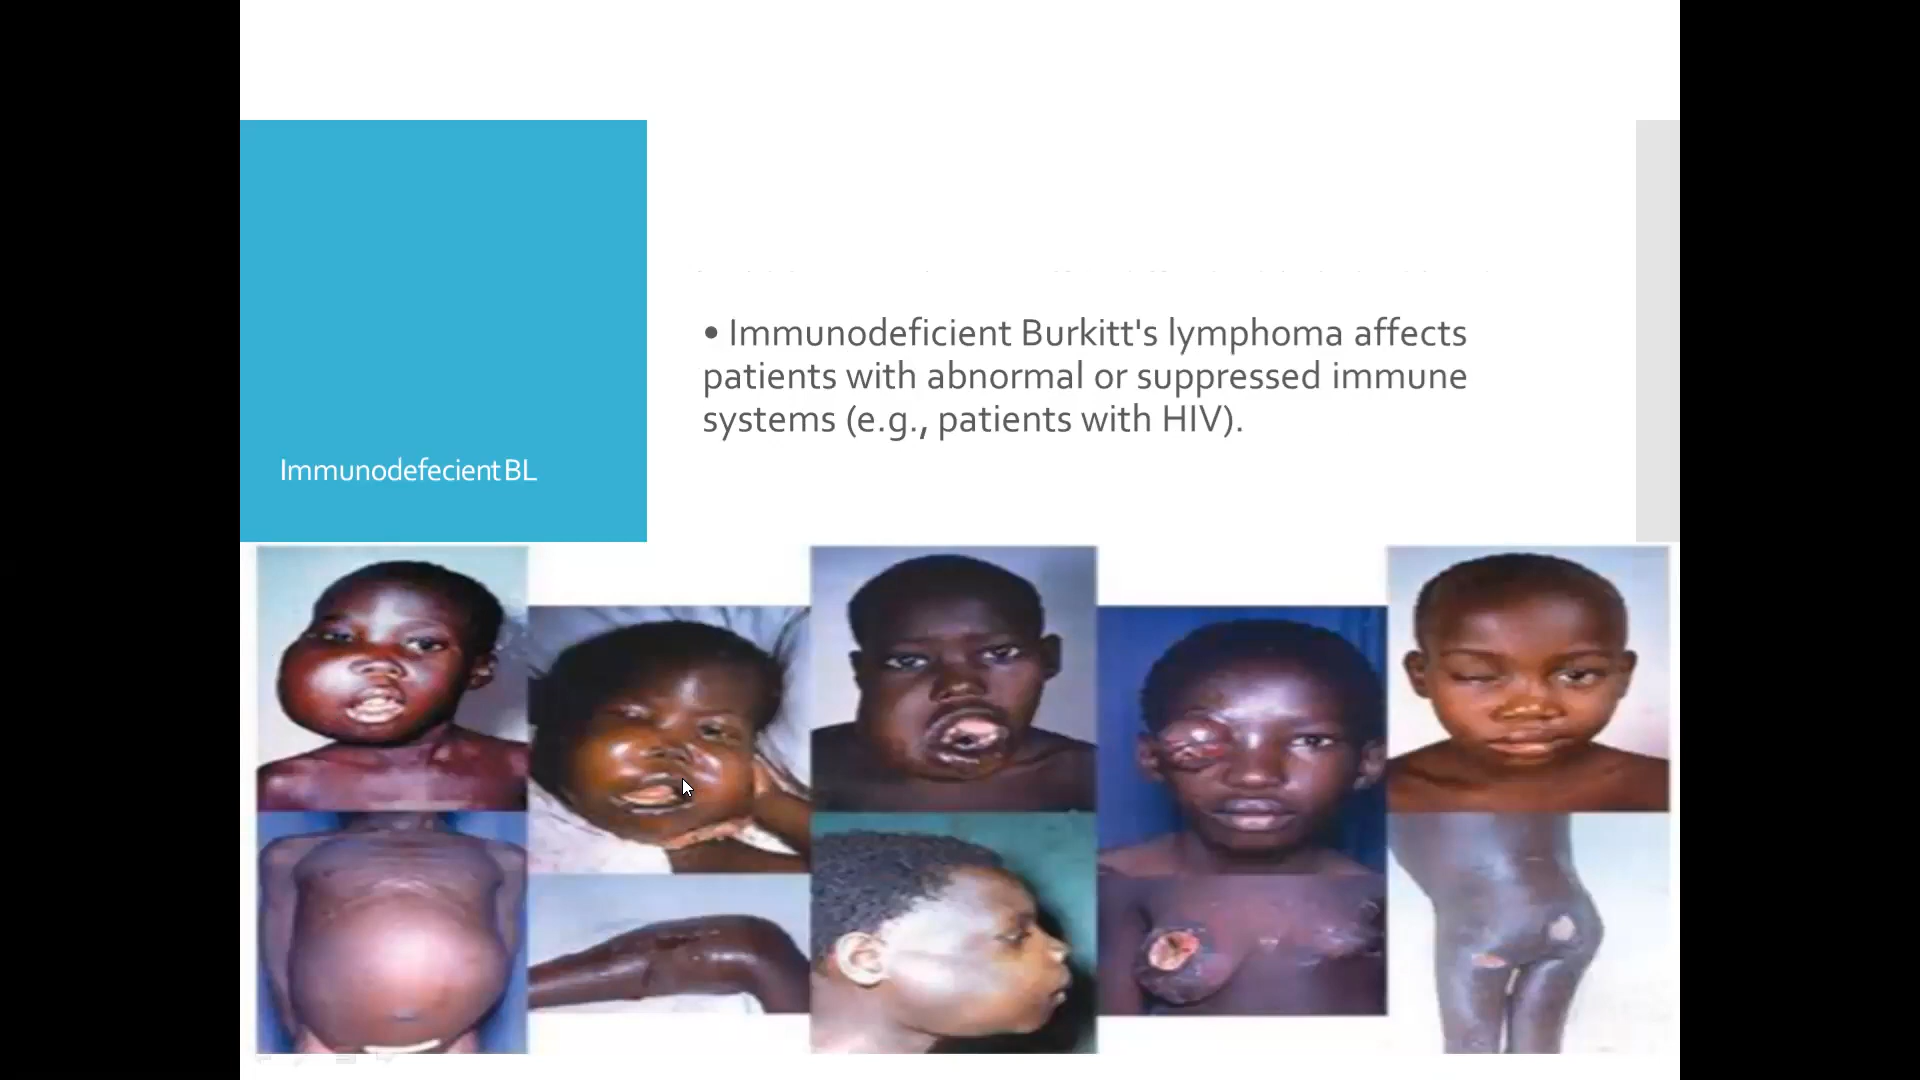 Immunodefecient BL
• Immunodeficient Burkitt's lymphoma affects
patients with abnormal or suppressed immune
systems (e.g., patients with HIV).